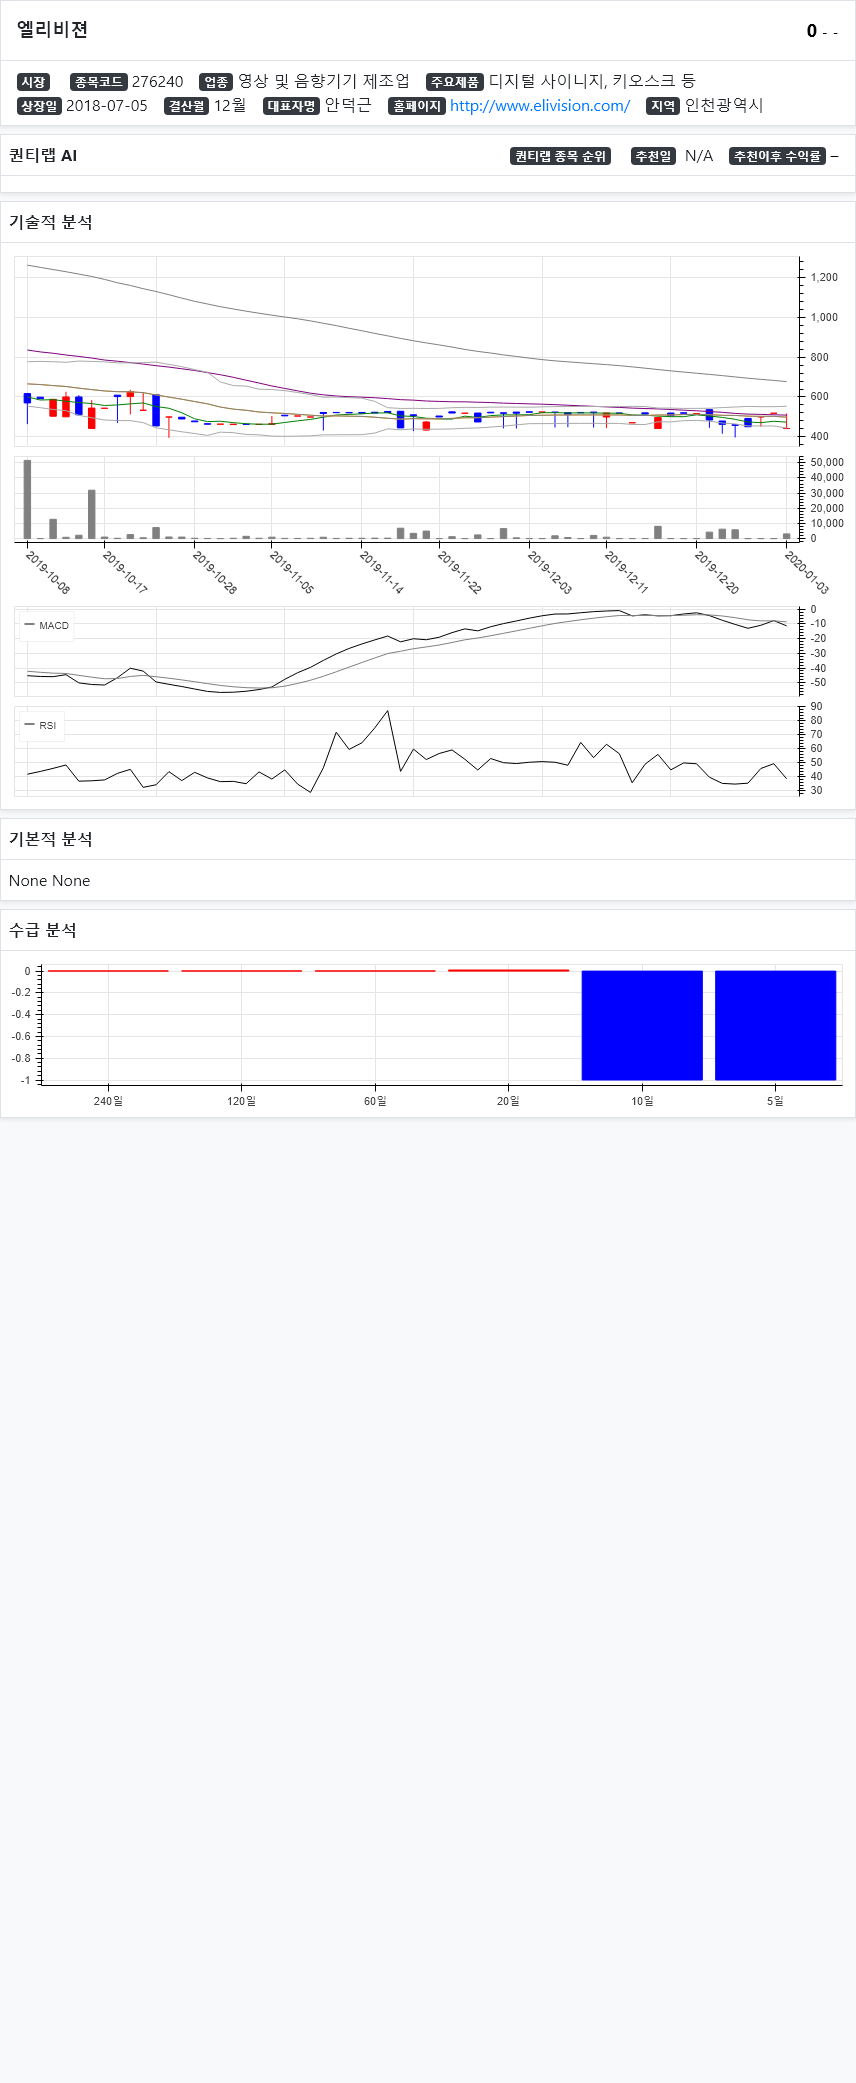 엘리비젼 0 - -
시장 종목코드 276240 업종 영상 및 음향기기 제조업 주요제품 디지털 사이니지, 키오스크 등
상장일 2018-07-05 결산월 12월 대표자명 안덕근 홈페이지 http://www.elivision.com/ 지역 인천광역시
퀀티랩 AI 퀀티랩 종목 순위 추천일 N/A 추천이후 수익률 –
기술적 분석
1,200
1,000
800
600
400
50,000
40,000
30,000
20,000
10,000
0
2019-10-08 2019-10-17 2019-10-28 2019-11-05 2019-11-14 2019-11-22 2019-12-03 2019-12-11 2019-12-20 2020-01-03
MACD
0
-10
-20
-30
-40
-50
RSI
90
80
70
60
50
40
30
기본적 분석
None None
수급 분석
0
-0.2
-0.4
-0.6
-0.8
-1
240일 120일 60일 20일 10일 5일